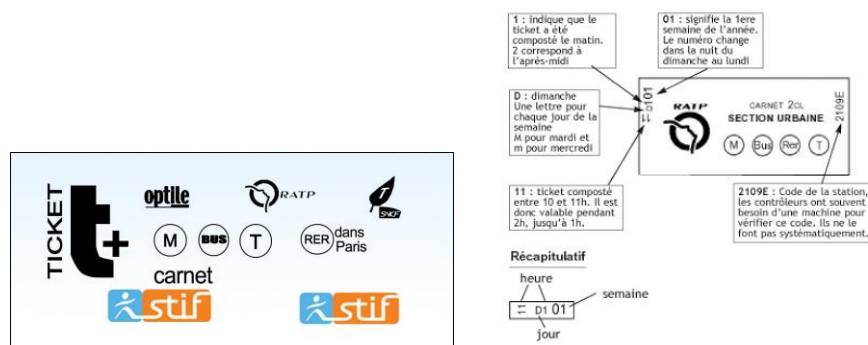 TICKET
t+
optile
RATP
T
SNCF
M
BUS
T
RER
dans
Paris
carnet
stif
stif
1 : indique que le
ticket a été
composté le matin.
2 correspond à
l'après-midi
01 : signifie la 1ere
semaine de l'année.
Le numéro change
dans la nuit du
dimanche au lundi
D : dimanche
Une lettre pour
chaque jour de la
semaine
M pour mardi et
m pour mercredi
11 D101
RATP
CARNET 2CL
SECTION URBAINE
M
Bus
Rer
T
2109E
11 : ticket composté
entre 10 et 11h. Il est
donc valable pendant
2h, jusqu'à 1h.
2109E : Code de la station,
les contrôleurs ont souvent
besoin d'une machine pour
vérifier ce code. Ils ne le
font pas systématiquement.
Récapitulatif
heure
semaine
11 D1 01
jour